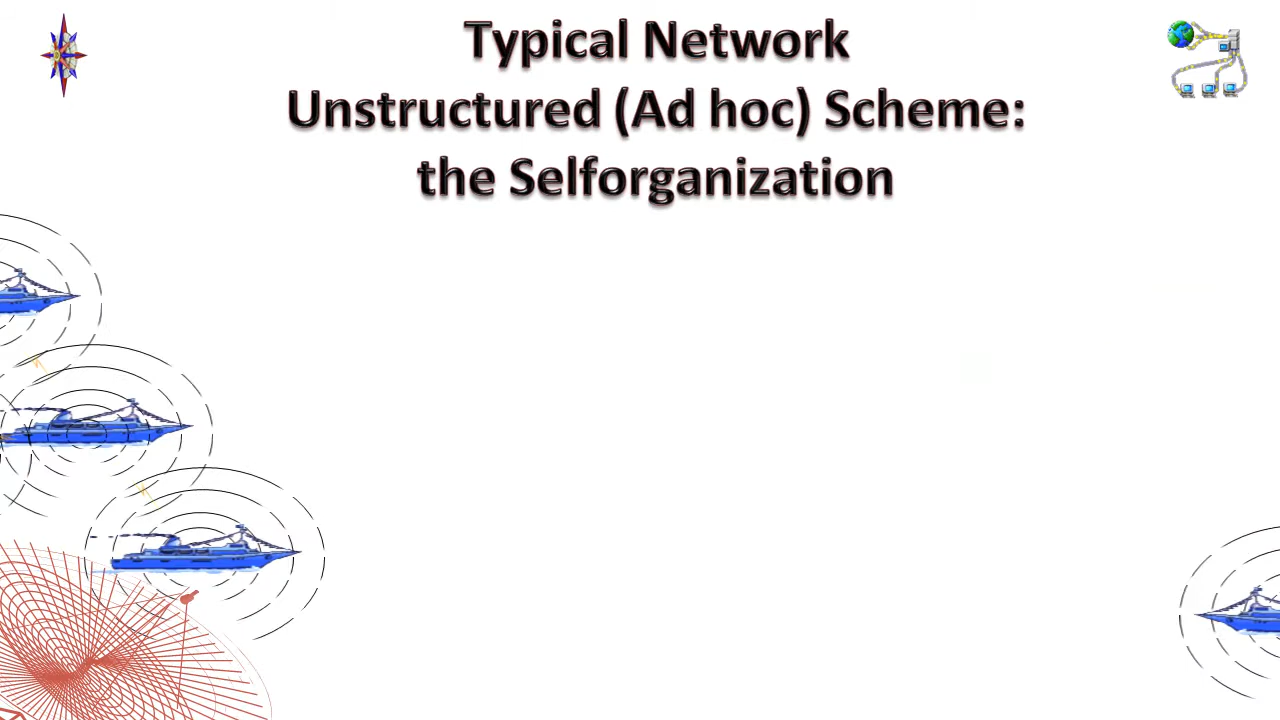 Typical Network
Unstructured (Ad hoc) Scheme:
the Selforganization